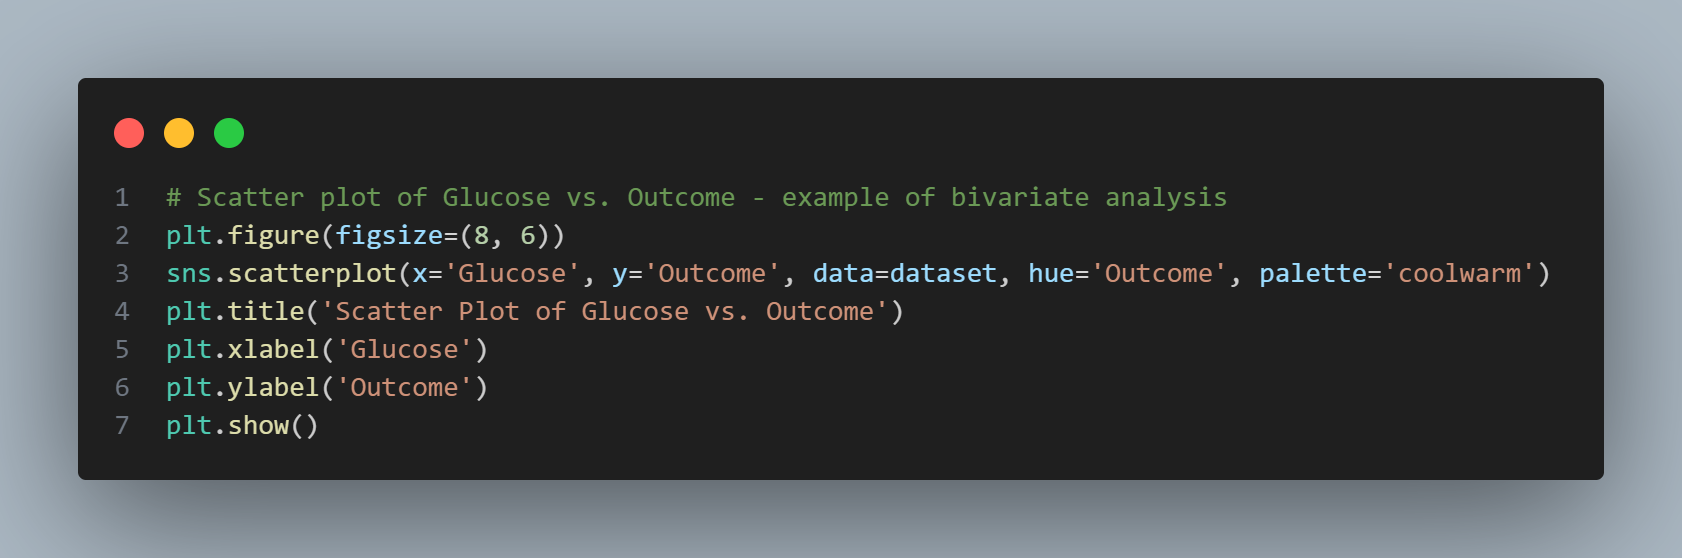 1 # Scatter plot of Glucose vs. Outcome - example of bivariate analysis
2 plt.figure(figsize=(8, 6))
3 sns.scatterplot(x='Glucose', y='Outcome', data=dataset, hue='Outcome', palette='coolwarm')
4 plt.title('Scatter Plot of Glucose vs. Outcome')
5 plt.xlabel('Glucose')
6 plt.ylabel('Outcome')
7 plt.show()